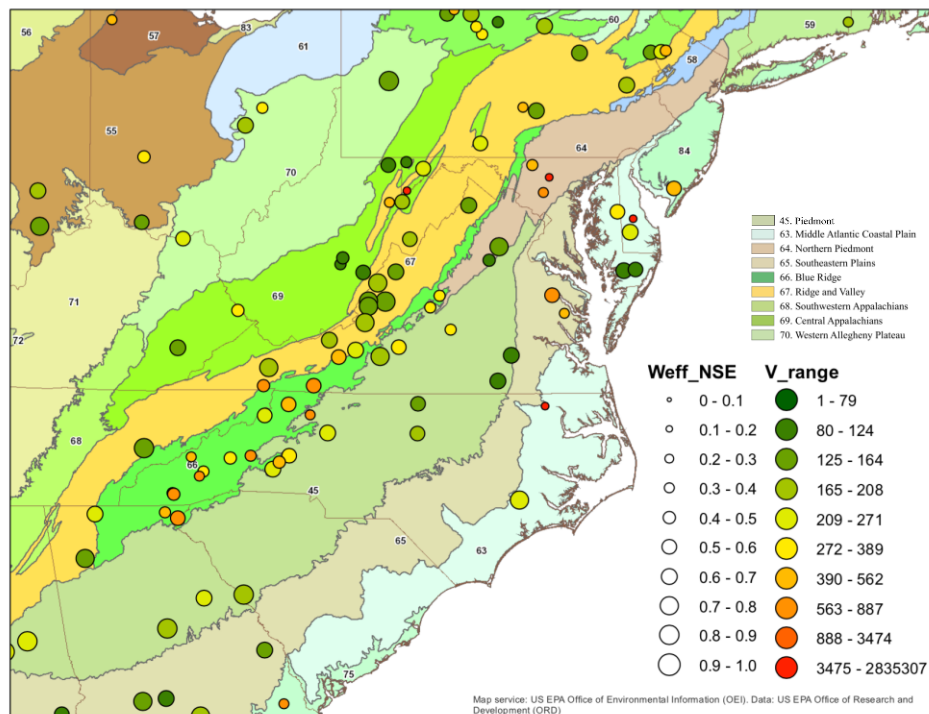 56
57
83
61
60
59
58
55
64
84
70
67
71
69
72
68
66
45
65
63
75
45. Piedmont
63. Middle Atlantic Coastal Plain
64. Northern Piedmont
65. Southeastern Plains
66. Blue Ridge
67. Ridge and Valley
68. Southwestern Appalachians
69. Central Appalachians
70. Western Allegheny Plateau
Weff_NSE V_range
0 - 0.1 1 - 79
0.1 - 0.2 80 - 124
0.2 - 0.3 125 - 164
0.3 - 0.4 165 - 208
0.4 - 0.5 209 - 271
0.5 - 0.6 272 - 389
0.6 - 0.7 390 - 562
0.7 - 0.8 563 - 887
0.8 - 0.9 888 - 3474
0.9 - 1.0 3475 - 2835307
Map service: US EPA Office of Environmental Information (OEI). Data: US EPA Office of Research and
Development (ORD)